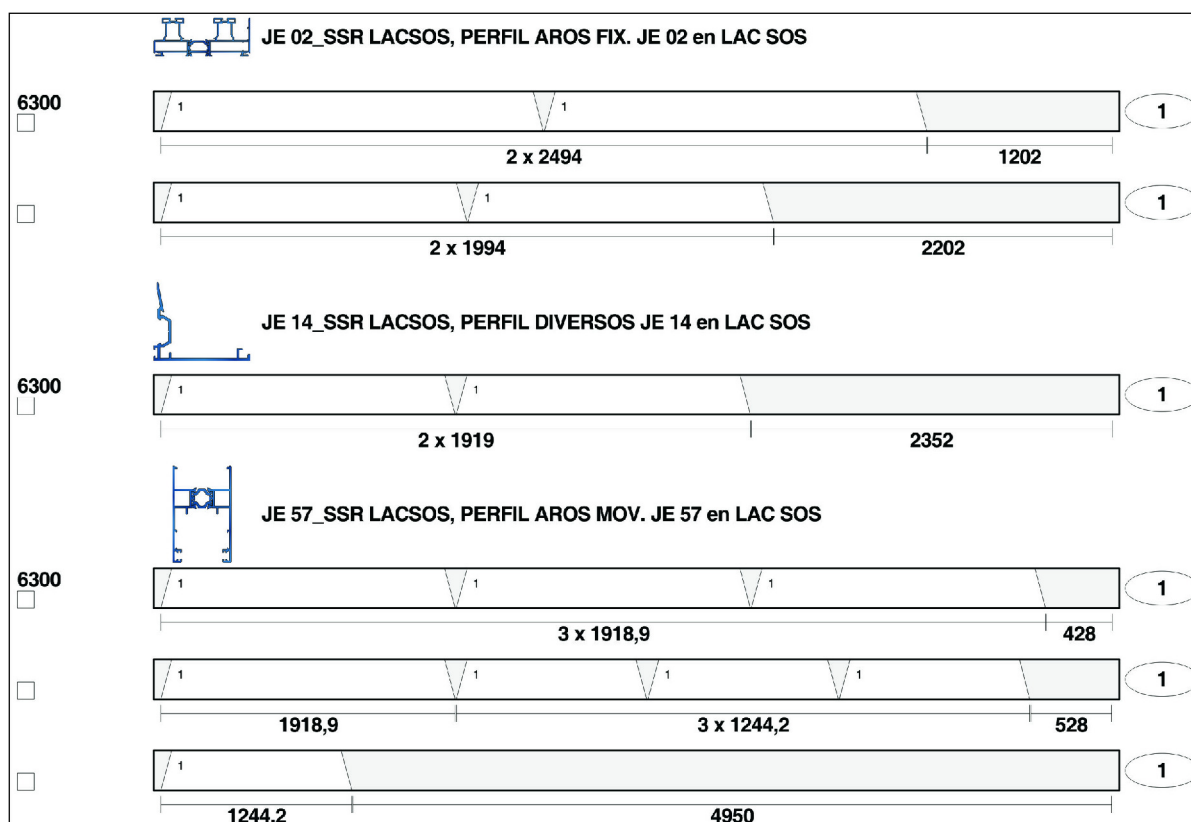 JE 02_SSR LACSOS, PERFIL AROS FIX. JE 02 en LAC SOS
6300
1 1 1
2 x 2494 1202
1 1 1
2 x 1994 2202
JE 14_SSR LACSOS, PERFIL DIVERSOS JE 14 en LAC SOS
6300
1 1 1
2 x 1919 2352
JE 57_SSR LACSOS, PERFIL AROS MOV. JE 57 en LAC SOS
6300
1 1 1 1
3 x 1918,9 428
1 1 1 1 1
1918,9 3 x 1244,2 528
1 1
1244,2 4950